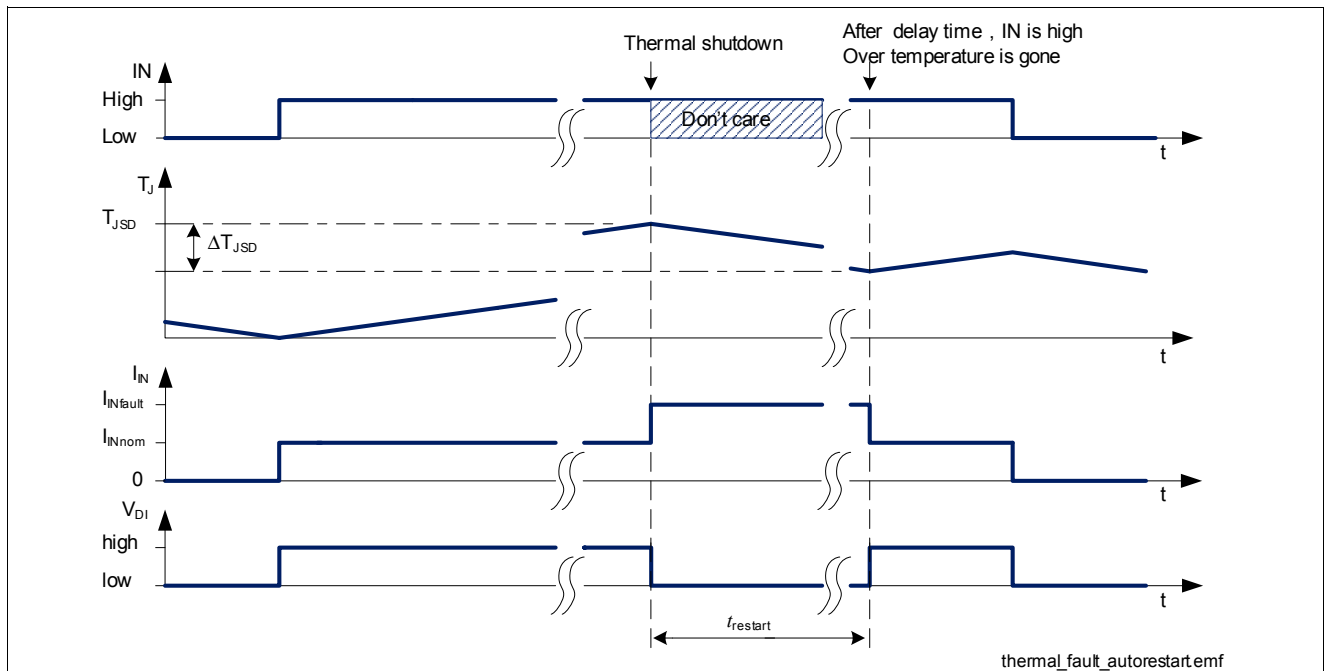 Thermal shutdown
After delay time , IN is high
Over temperature is gone
IN
High
Low
Don't care
t
TJ
TJSD
ΔTJSD
t
IIN
IINfault
IINnom
0
t
VDI
high
low
t
trestart
thermal_fault_autorestart.emf